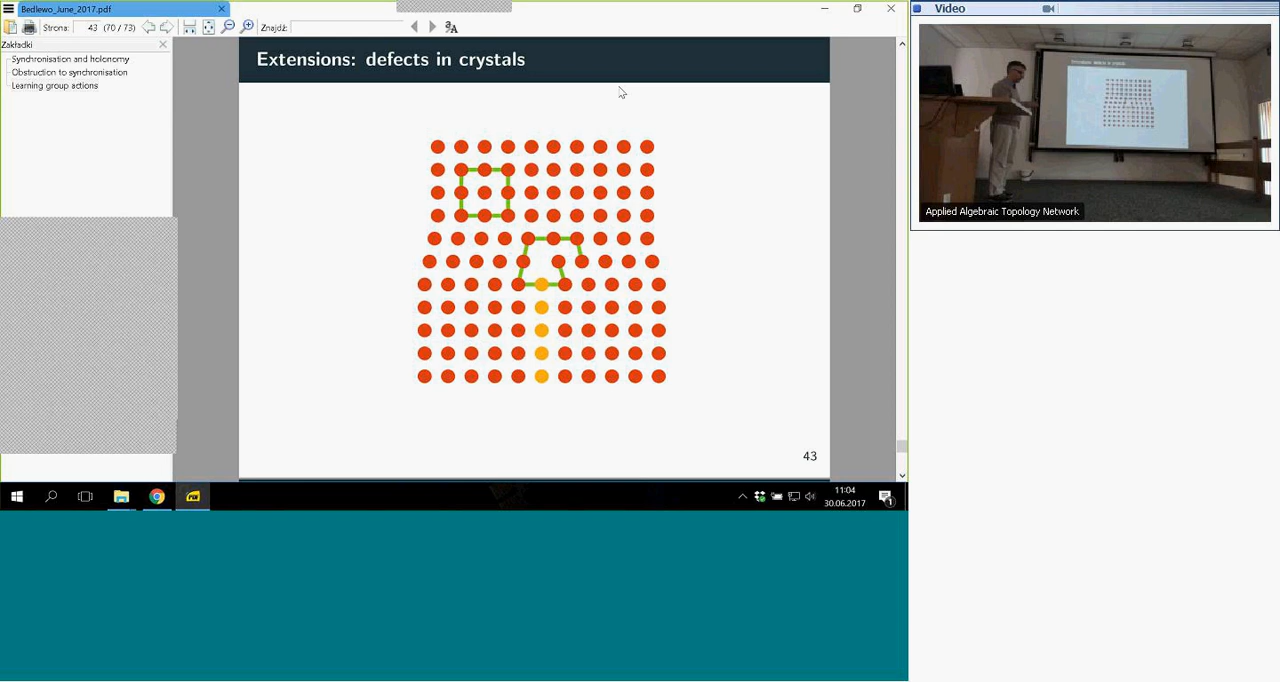 Bedlewo_June_2017.pdf
Strona: 43 (70 / 73) Znajdź:
Zakładki
Synchronisation and holonomy
Obstruction to synchronisation
Learning group actions
Extensions: defects in crystals
43
11:04
30.06.2017
1
Video
Applied Algebraic Topology Network